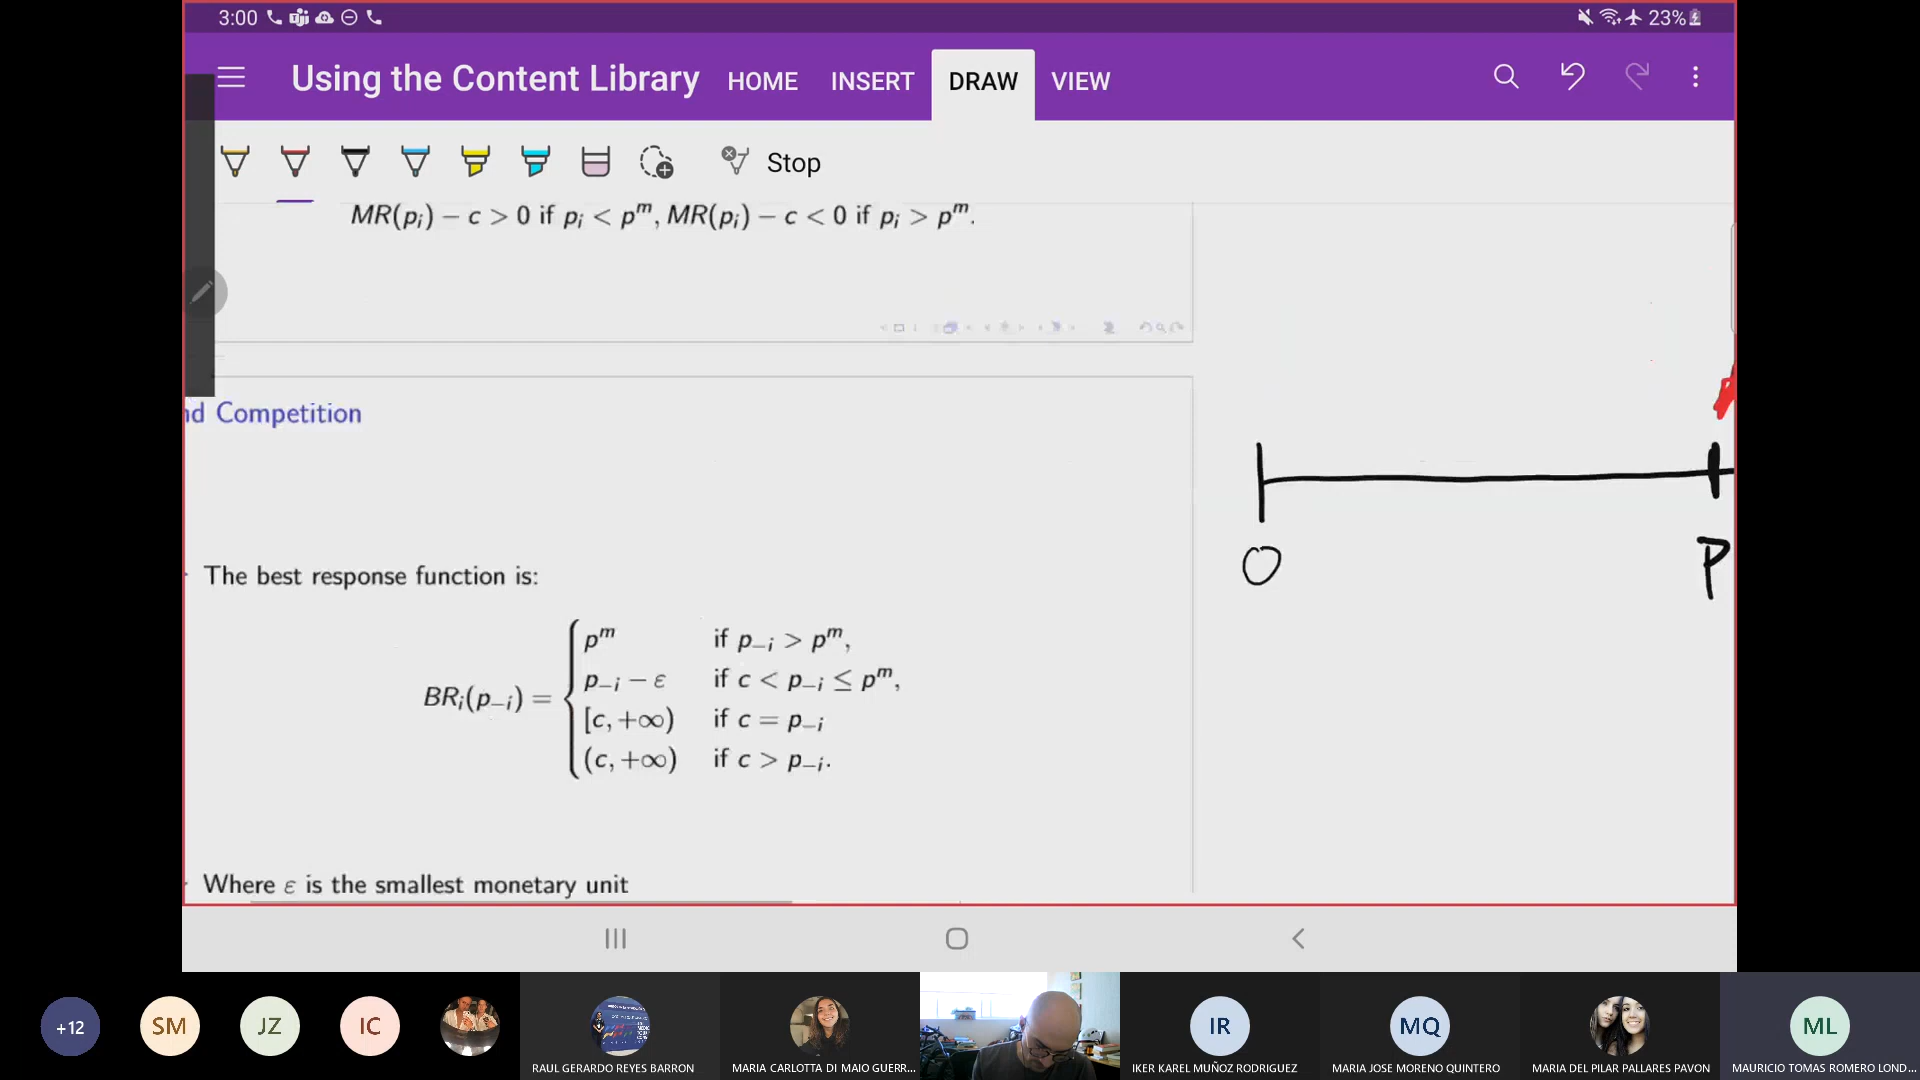 3:00 23%
Using the Content Library HOME INSERT DRAW VIEW
Stop
MR(pᵢ) − c > 0 if pᵢ < pᵐ, MR(pᵢ) − c < 0 if pᵢ > pᵐ.
nd Competition
The best response function is:
pᵐ if p₋ᵢ > pᵐ,
p₋ᵢ − ε if c < p₋ᵢ ≤ pᵐ,
BRᵢ(p₋ᵢ) =
[c, +∞) if c = p₋ᵢ
(c, +∞) if c > p₋ᵢ.
Where ε is the smallest monetary unit
0 P
+12 SM JZ IC IR MQ ML
RAUL GERARDO REYES BARRON MARIA CARLOTTA DI MAIO GUERR... IKER KAREL MUÑOZ RODRIGUEZ MARIA JOSE MORENO QUINTERO MARIA DEL PILAR PALLARES PAVON MAURICIO TOMAS ROMERO LOND...